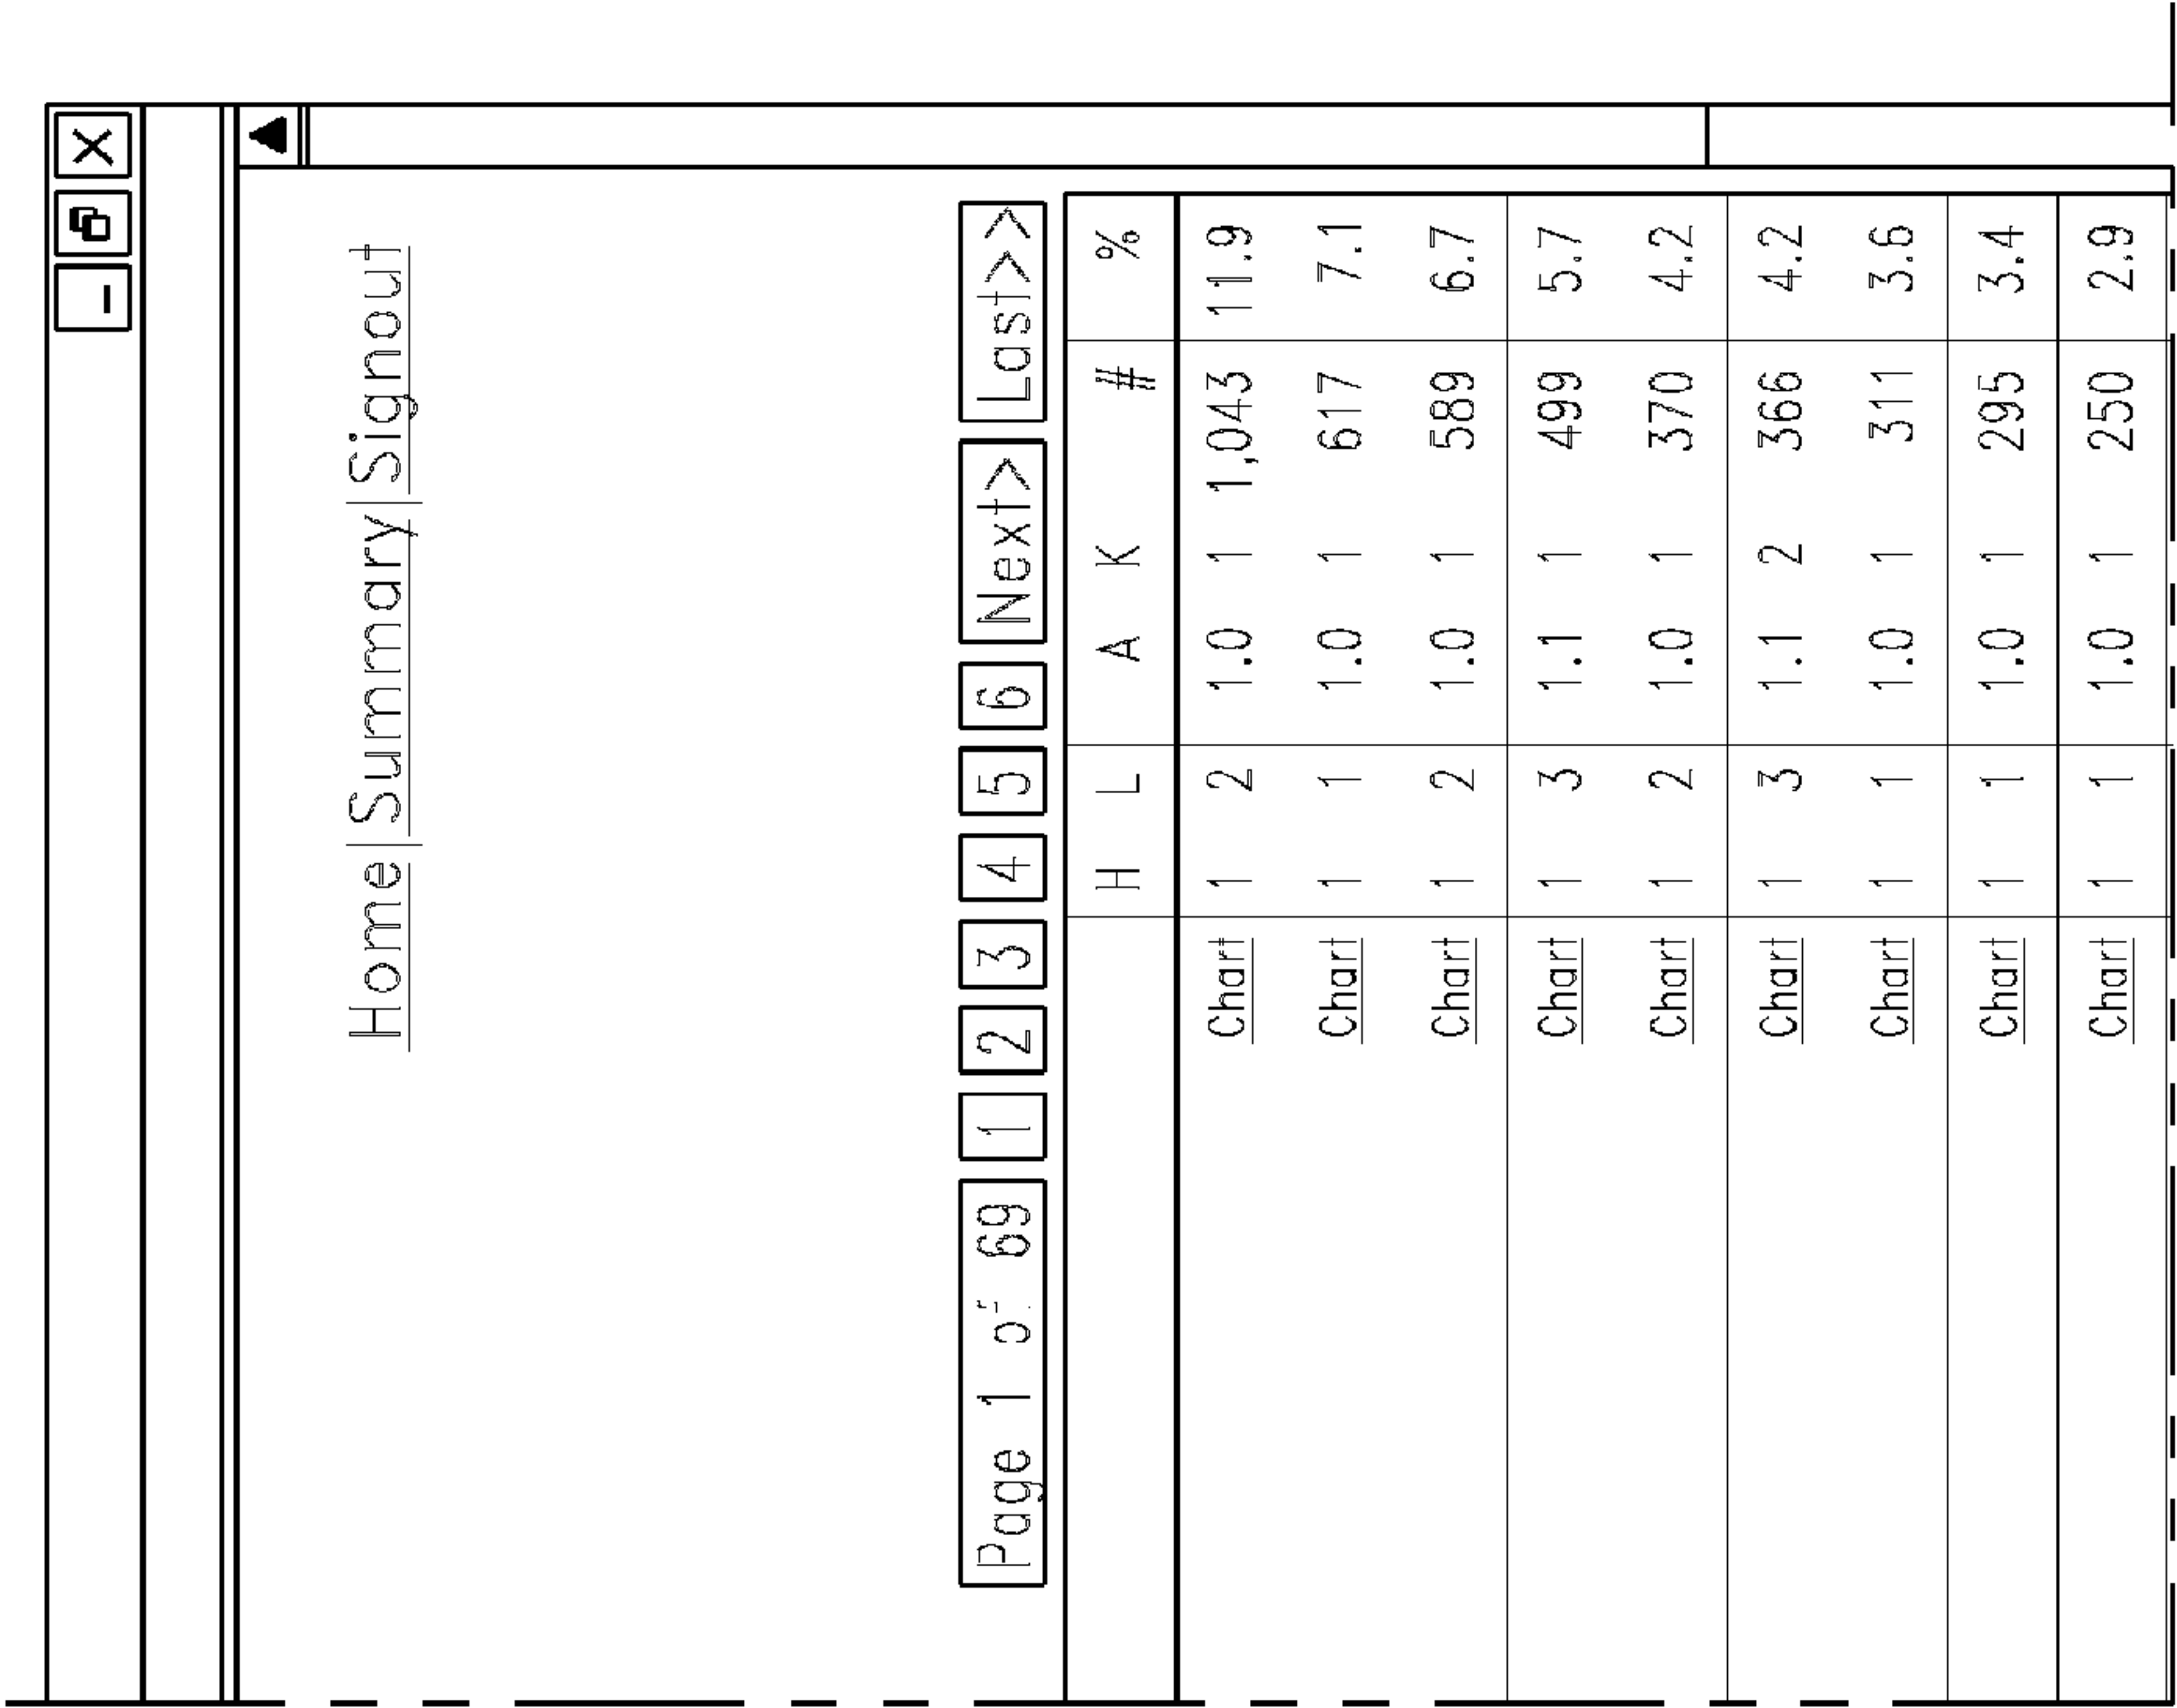 Home|Summary|Signout
Page 1 of 69 1 2 3 4 5 6 Next> Last>>
H L A K # %
Chart 1 2 1.0 1 1,043 11.9
Chart 1 1 1.0 1 617 7.1
Chart 1 2 1.0 1 589 6.7
Chart 1 3 1.1 1 499 5.7
Chart 1 2 1.0 1 370 4.2
Chart 1 3 1.1 2 366 4.2
Chart 1 1 1.0 1 311 3.6
Chart 1 1 1.0 1 295 3.4
Chart 1 1 1.0 1 250 2.9